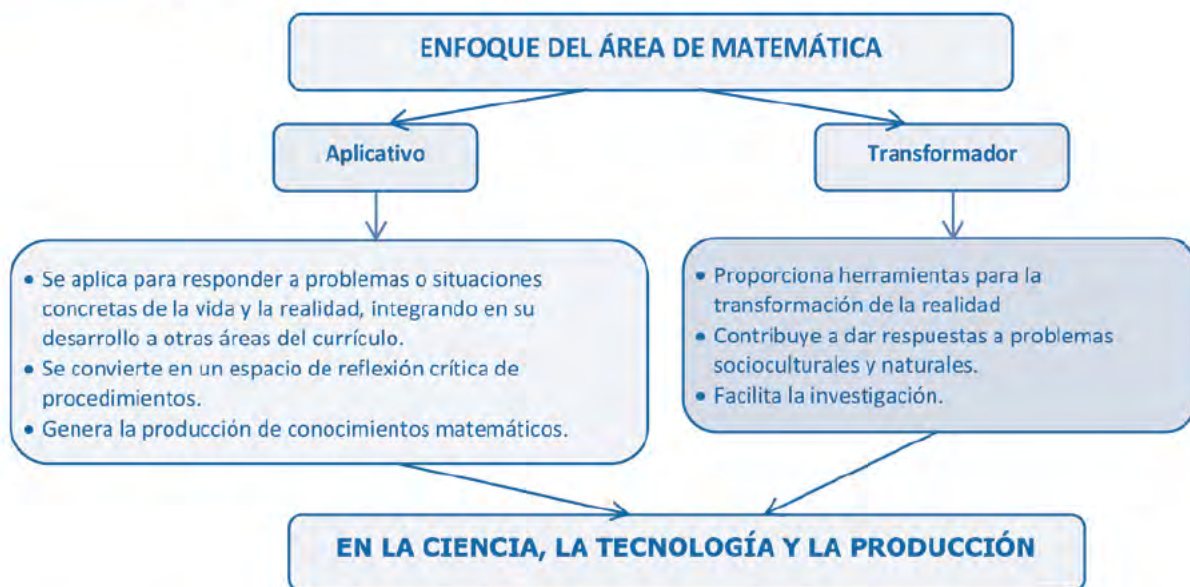 ENFOQUE DEL ÁREA DE MATEMÁTICA
Aplicativo
Transformador
• Se aplica para responder a problemas o situaciones
concretas de la vida y la realidad, integrando en su
desarrollo a otras áreas del currículo.
• Se convierte en un espacio de reflexión crítica de
procedimientos.
• Genera la producción de conocimientos matemáticos.
• Proporciona herramientas para la
transformación de la realidad
• Contribuye a dar respuestas a problemas
socioculturales y naturales.
• Facilita la investigación.
EN LA CIENCIA, LA TECNOLOGÍA Y LA PRODUCCIÓN